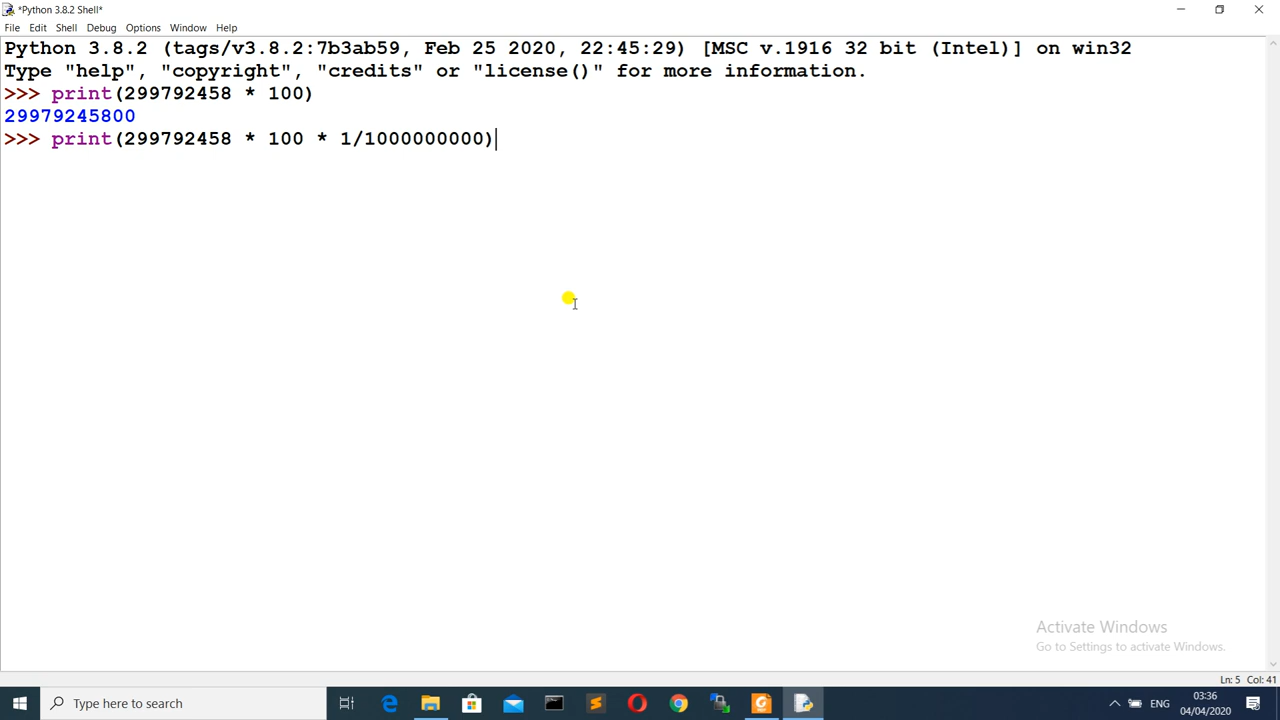 *Python 3.8.2 Shell*
File Edit Shell Debug Options Window Help
Python 3.8.2 (tags/v3.8.2:7b3ab59, Feb 25 2020, 22:45:29) [MSC v.1916 32 bit (Intel)] on win32
Type "help", "copyright", "credits" or "license()" for more information.
>>> print(299792458 * 100)
29979245800
>>> print(299792458 * 100 * 1/1000000000)
Activate Windows
Go to Settings to activate Windows.
Ln: 5 Col: 41
Type here to search
ENG
03:36
04/04/2020